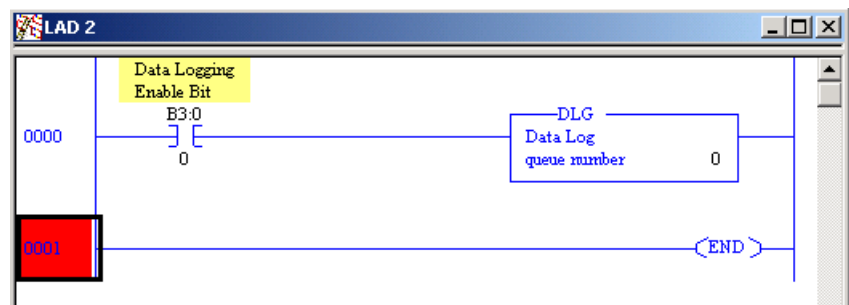 LAD 2
Data Logging
Enable Bit
B3:0
DLG
0000
Data Log
0
queue number 0
0001
END